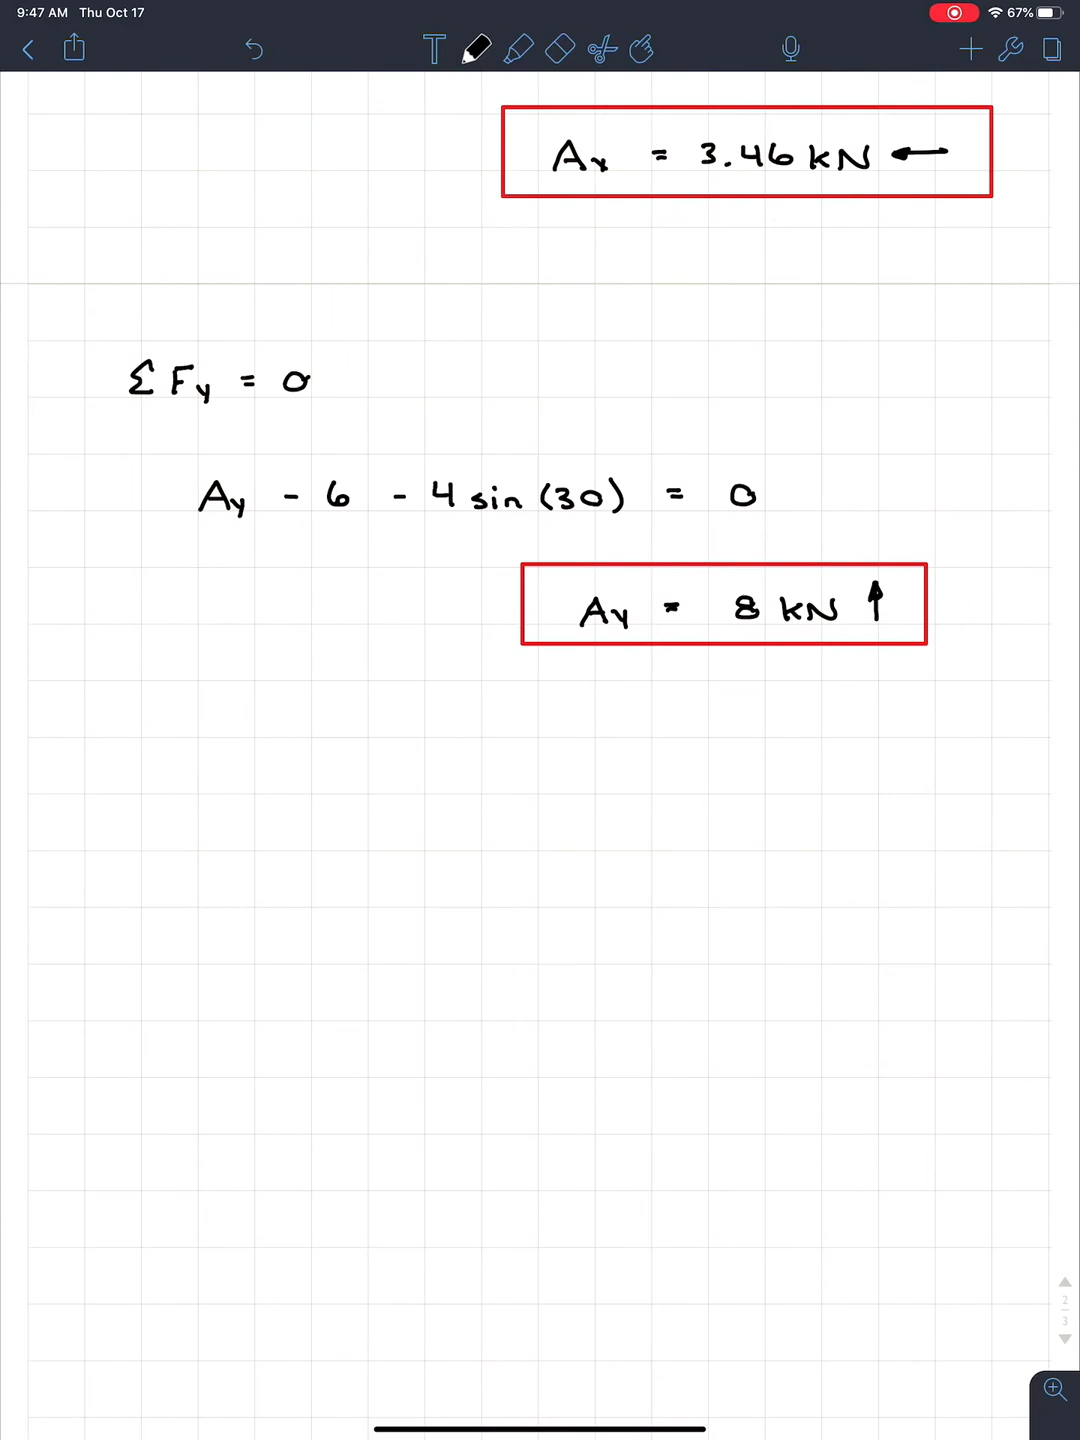 9:47 AM Thu Oct 17
67%
T
Ax = 3.46 kN ←
Σ Fy = 0
Ay - 6 - 4 sin (30) = 0
Ay = 8 kN ↑
2
3